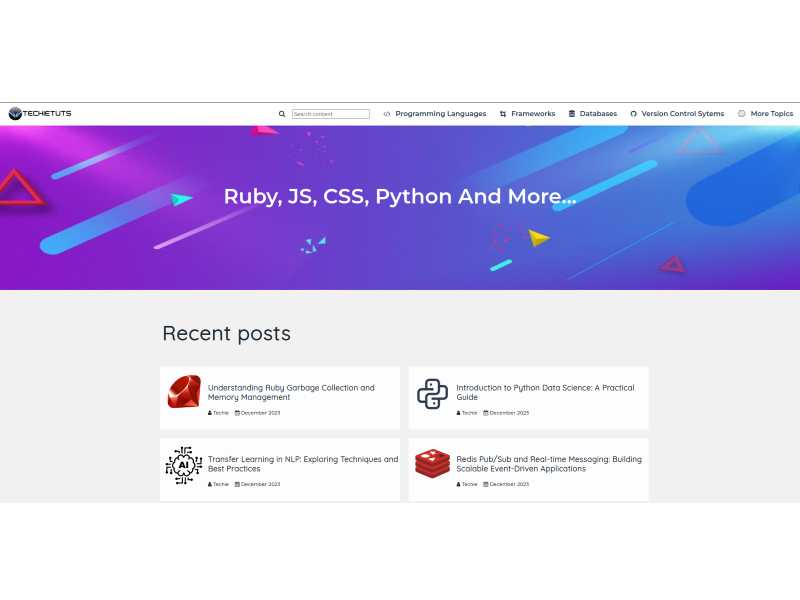 TECHIETUTS
Search content
Programming Languages
Frameworks
Databases
Version Control Sytems
More Topics
Ruby, JS, CSS, Python And More...
Recent posts
Understanding Ruby Garbage Collection and
Memory Management
Techie December 2023
Introduction to Python Data Science: A Practical
Guide
Techie December 2023
AI
Transfer Learning in NLP: Exploring Techniques and
Best Practices
Techie December 2023
Redis Pub/Sub and Real-time Messaging: Building
Scalable Event-Driven Applications
Techie December 2023